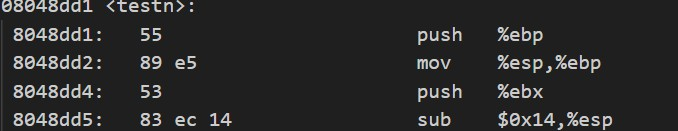 08048dd1 <testn>:
8048dd1: 55 push %ebp
8048dd2: 89 e5 mov %esp,%ebp
8048dd4: 53 push %ebx
8048dd5: 83 ec 14 sub $0x14,%esp